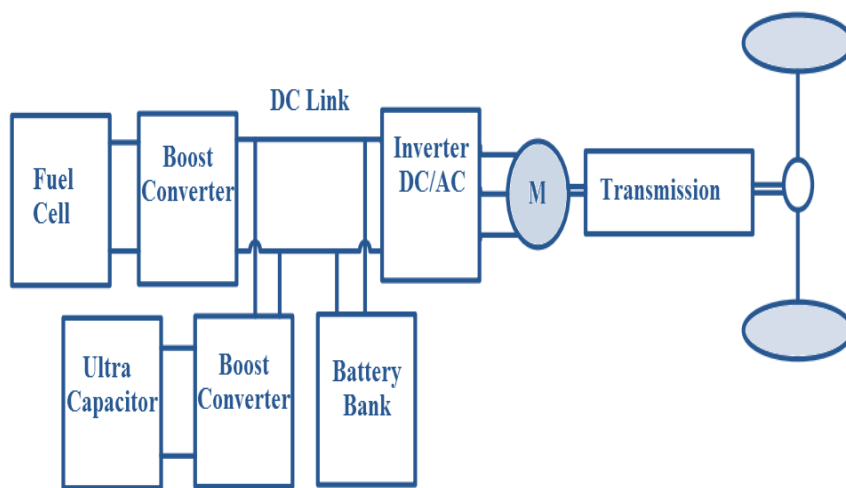 DC Link
Fuel
Cell
Boost
Converter
Inverter
DC/AC
M
Transmission
Ultra
Capacitor
Boost
Converter
Battery
Bank